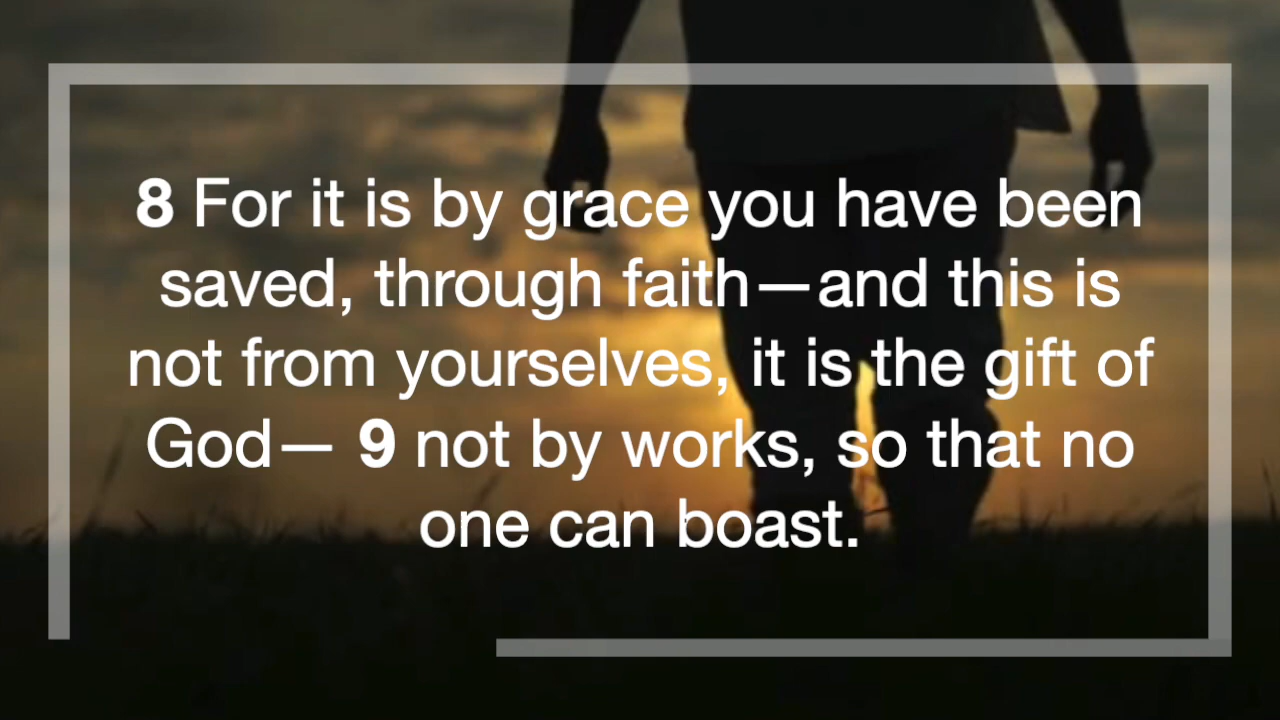 8 For it is by grace you have been
saved, through faith—and this is
not from yourselves, it is the gift of
God— 9 not by works, so that no
one can boast.